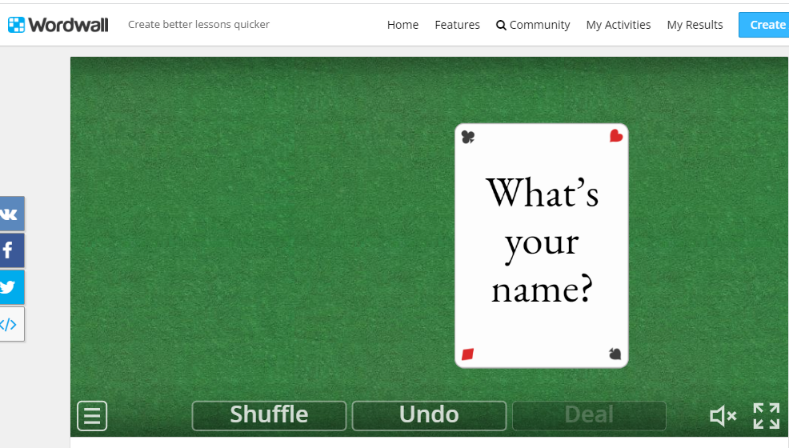 Wordwall Create better lessons quicker Home Features Community My Activities My Results Create
What’s
your
name?
Shuffle Undo Deal